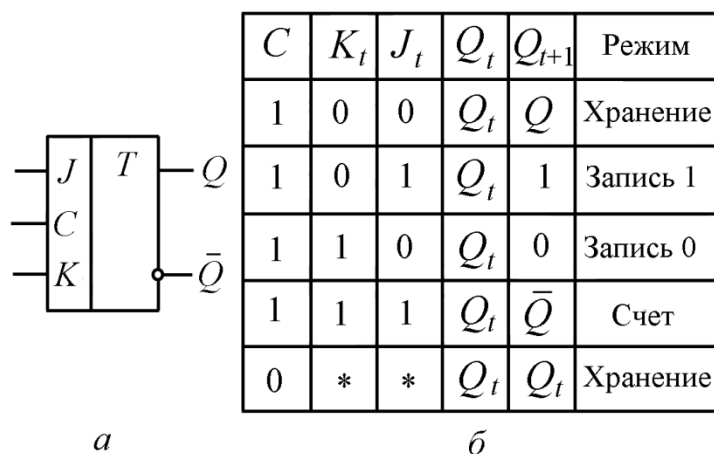 C K_t J_t Q_t Q_{t+1} Режим
1 0 0 Q_t Q Хранение
1 0 1 Q_t 1 Запись 1
1 1 0 Q_t 0 Запись 0
1 1 1 Q_t Q̄ Счет
0 * * Q_t Q_t Хранение
J T Q
C
K Q̄
а б